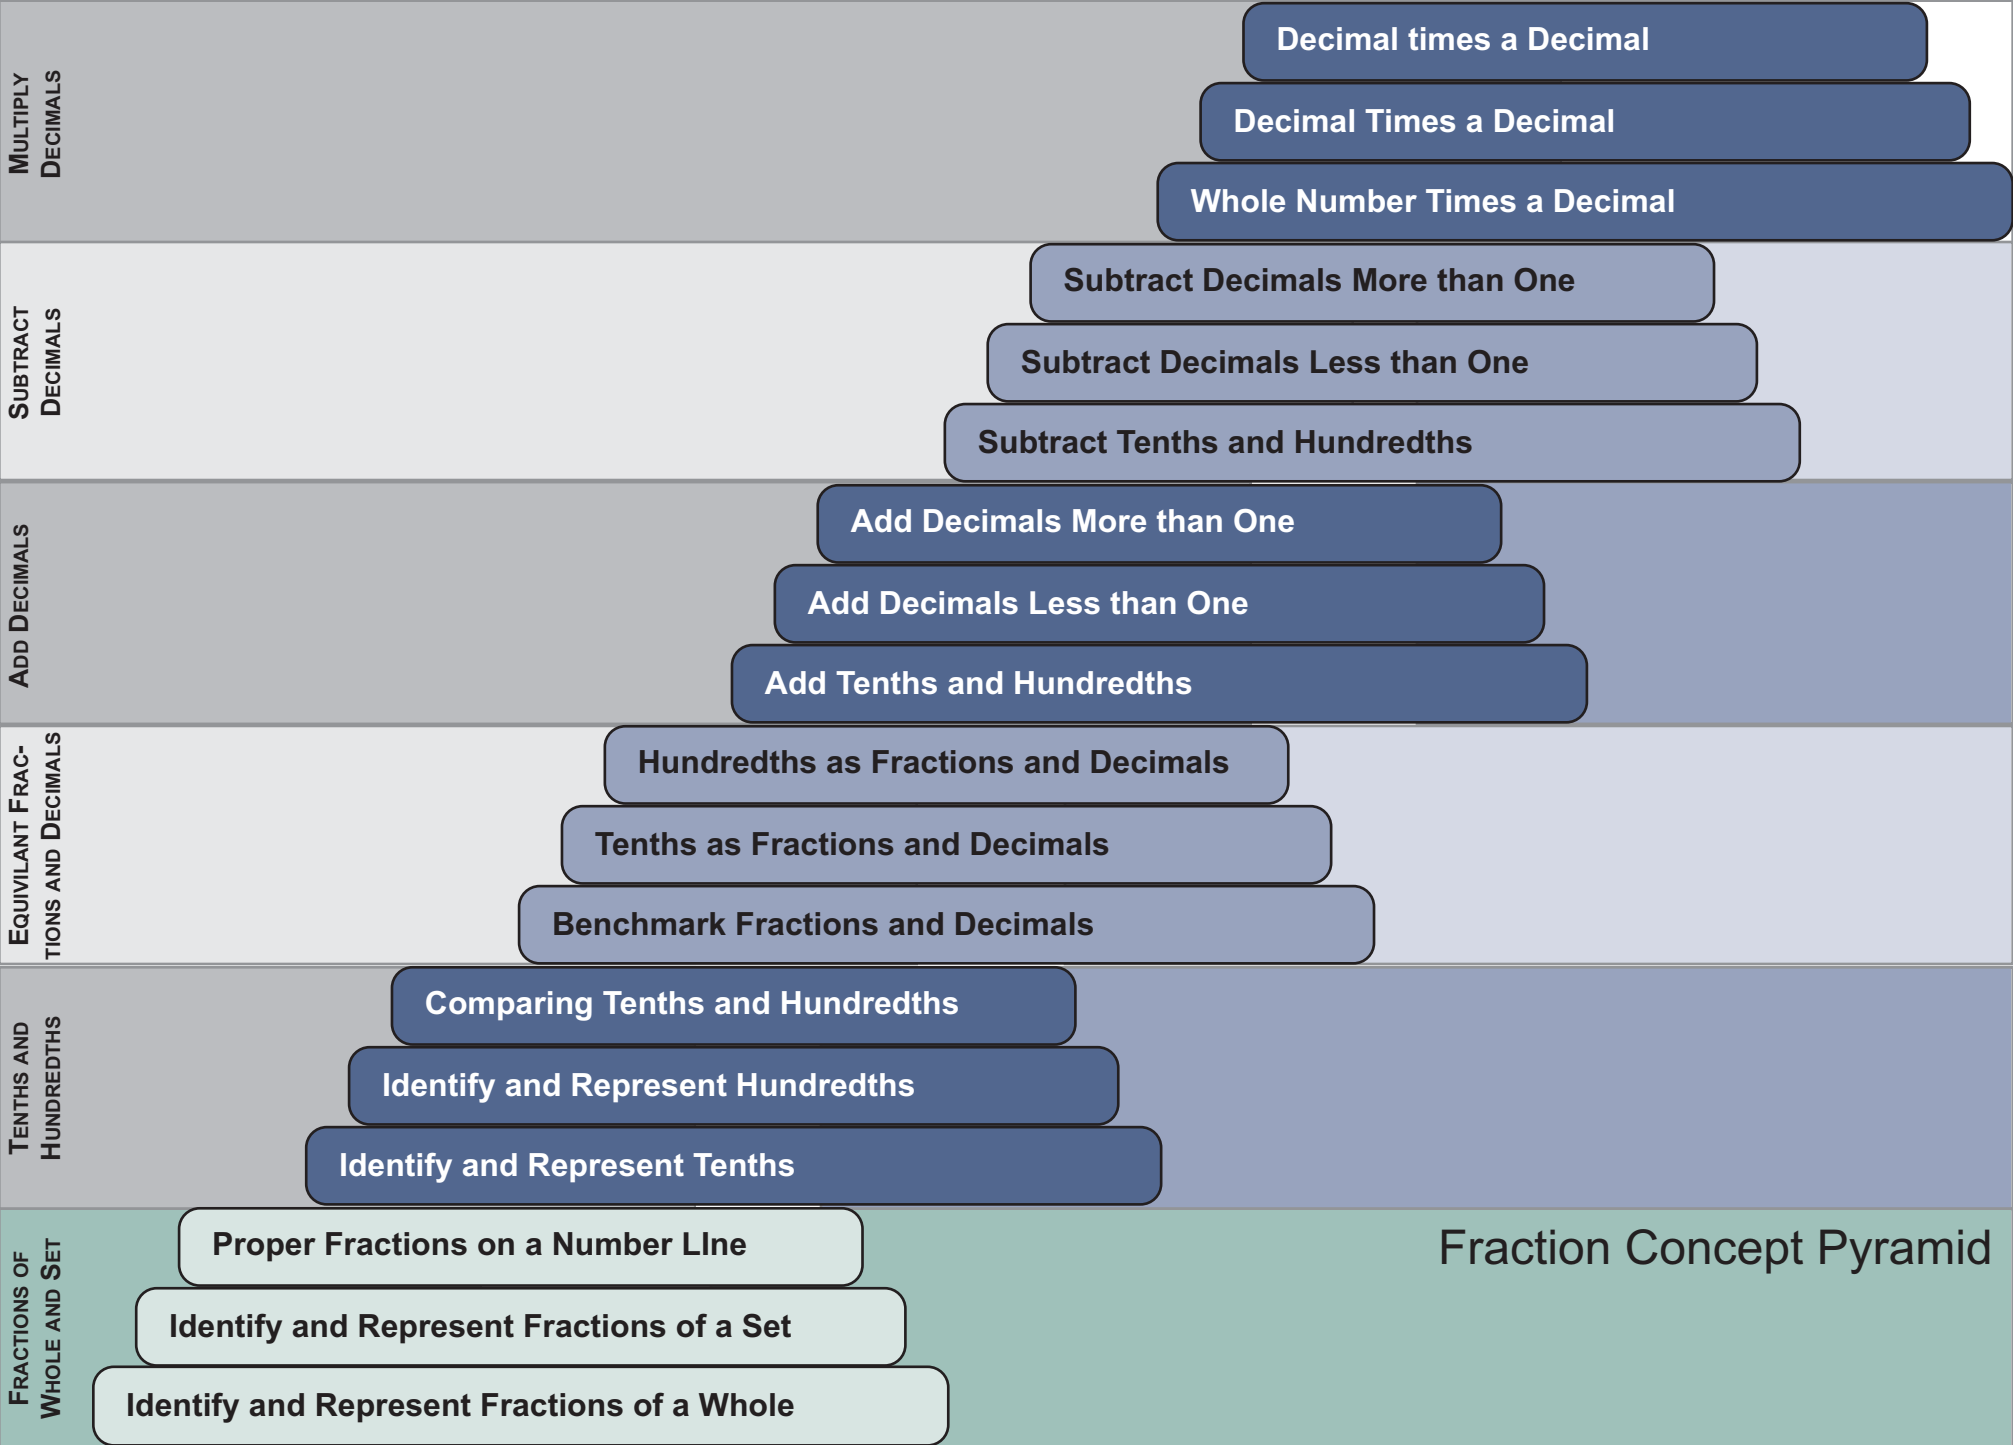 MULTIPLY
DECIMALS
Decimal times a Decimal
Decimal Times a Decimal
Whole Number Times a Decimal
SUBTRACT
DECIMALS
Subtract Decimals More than One
Subtract Decimals Less than One
Subtract Tenths and Hundredths
ADD DECIMALS
Add Decimals More than One
Add Decimals Less than One
Add Tenths and Hundredths
EQUIVILANT FRAC-
TIONS AND DECIMALS
Hundredths as Fractions and Decimals
Tenths as Fractions and Decimals
Benchmark Fractions and Decimals
TENTHS AND
HUNDREDTHS
Comparing Tenths and Hundredths
Identify and Represent Hundredths
Identify and Represent Tenths
FRACTIONS OF
WHOLE AND SET
Proper Fractions on a Number LIne
Identify and Represent Fractions of a Set
Identify and Represent Fractions of a Whole
Fraction Concept Pyramid